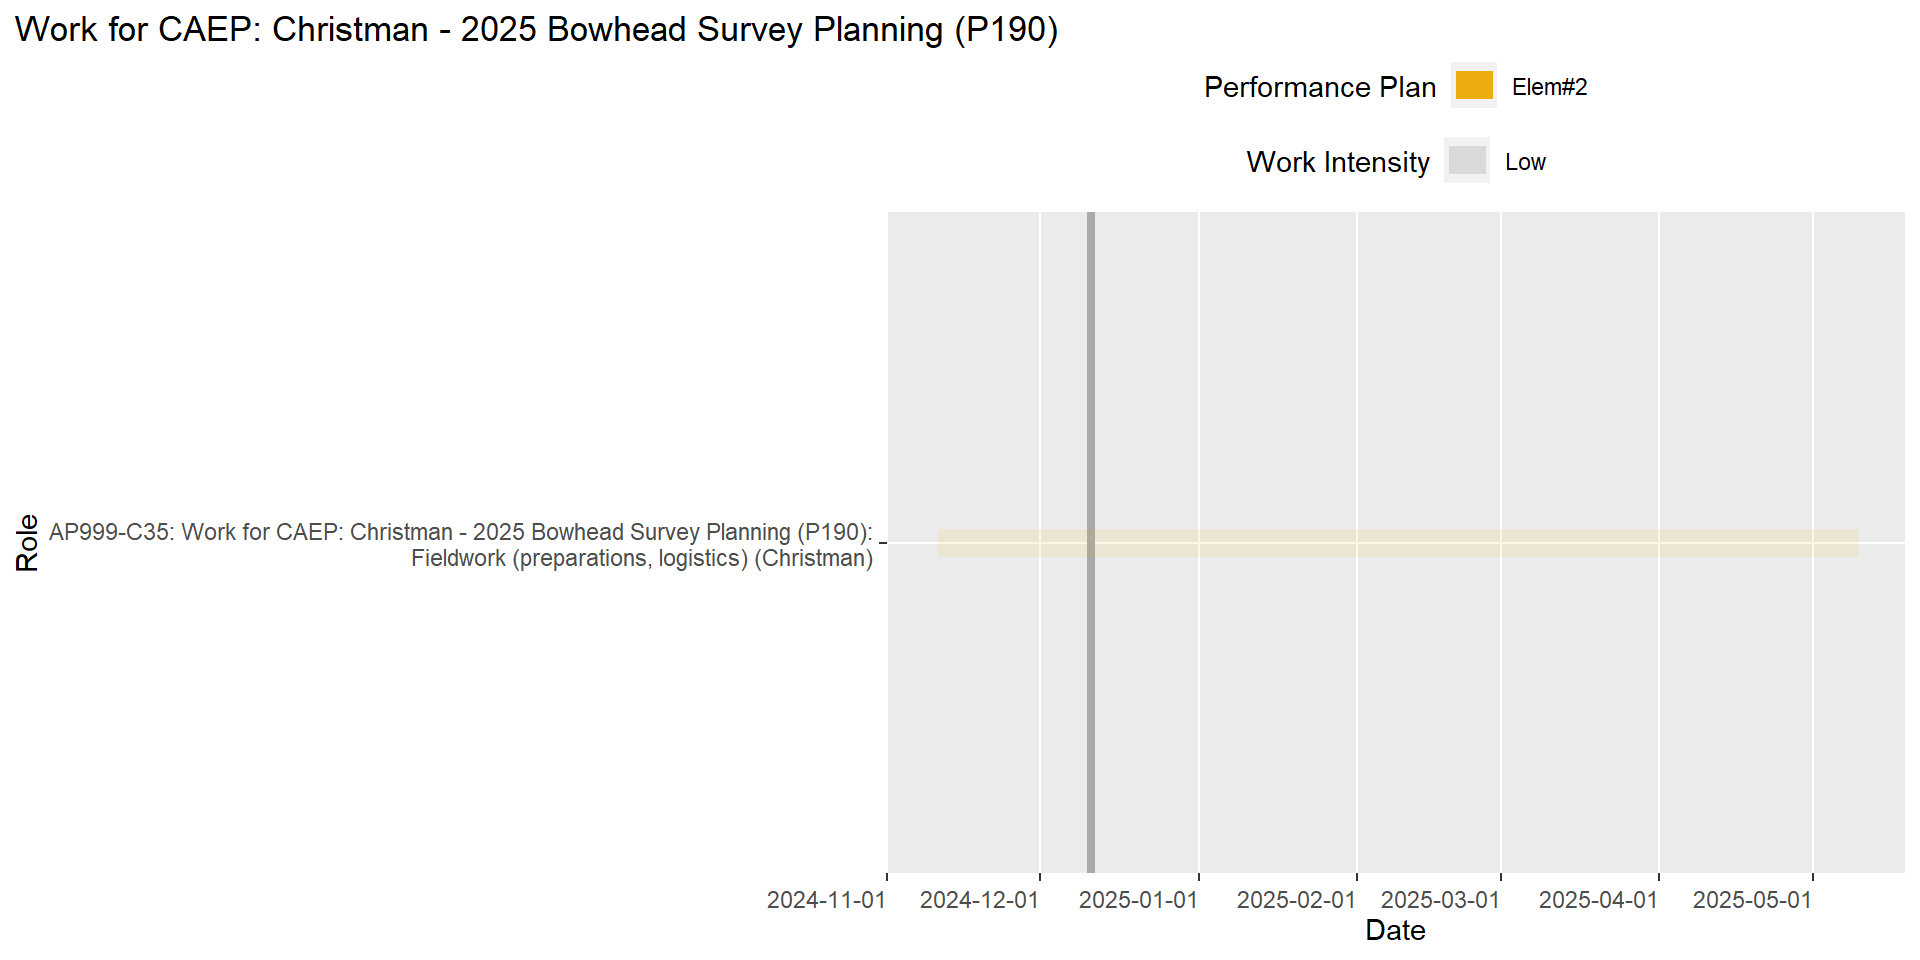 Work for CAEP: Christman - 2025 Bowhead Survey Planning (P190)
Performance Plan
Elem#2
Work Intensity
Low
Role
AP999-C35: Work for CAEP: Christman - 2025 Bowhead Survey Planning (P190):
Fieldwork (preparations, logistics) (Christman)
2024-11-01
2024-12-01
2025-01-01
2025-02-01
2025-03-01
2025-04-01
2025-05-01
Date